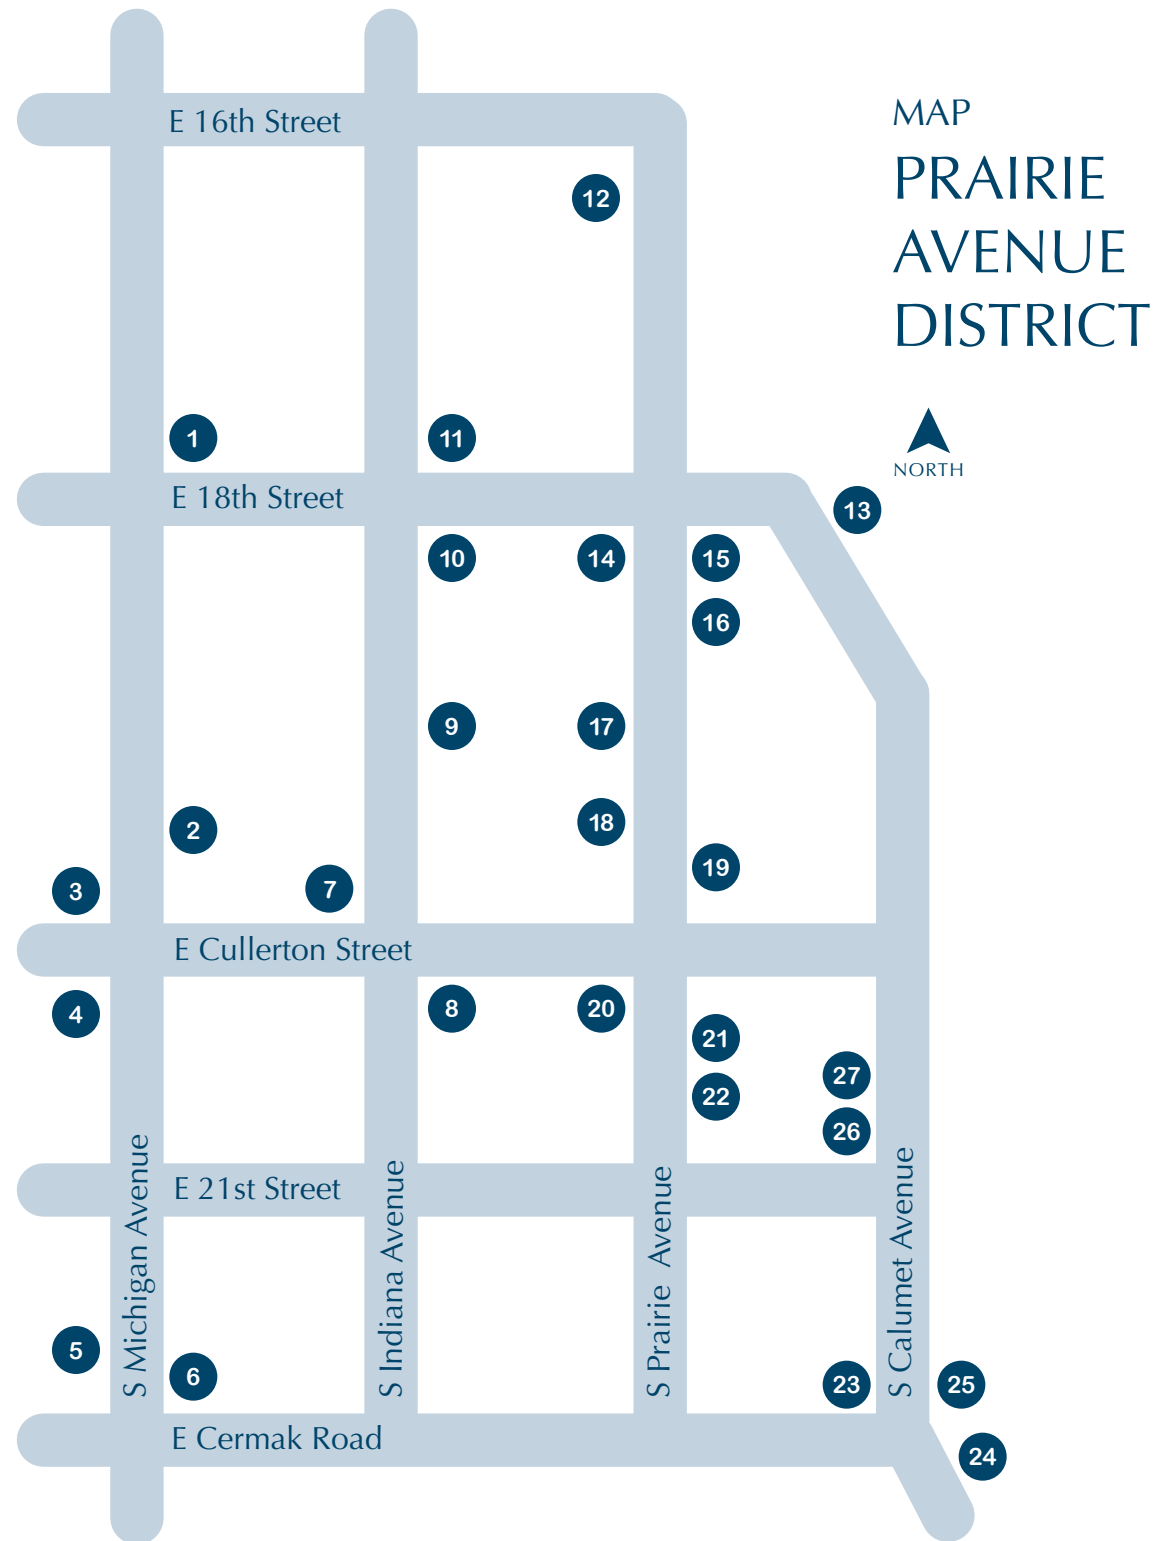 E 16th Street
MAP
PRAIRIE
AVENUE
DISTRICT
12
1
11
NORTH
E 18th Street
13
10
14
15
16
9
17
18
2
19
3
7
E Cullerton Street
4
8
20
21
27
22
26
E 21st Street
S Michigan Avenue
S Indiana Avenue
S Prairie Avenue
S Calumet Avenue
5
6
23
25
E Cermak Road
24